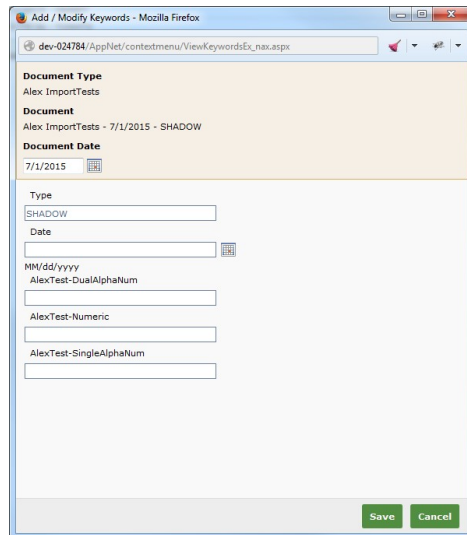 Add / Modify Keywords - Mozilla Firefox
dev-024784/AppNet/contextmenu/ViewKeywordsEx_nax.aspx
Document Type
Alex ImportTests
Document
Alex ImportTests - 7/1/2015 - SHADOW
Document Date
7/1/2015
Type
SHADOW
Date
MM/dd/yyyy
AlexTest-DualAlphaNum
AlexTest-Numeric
AlexTest-SingleAlphaNum
Save Cancel